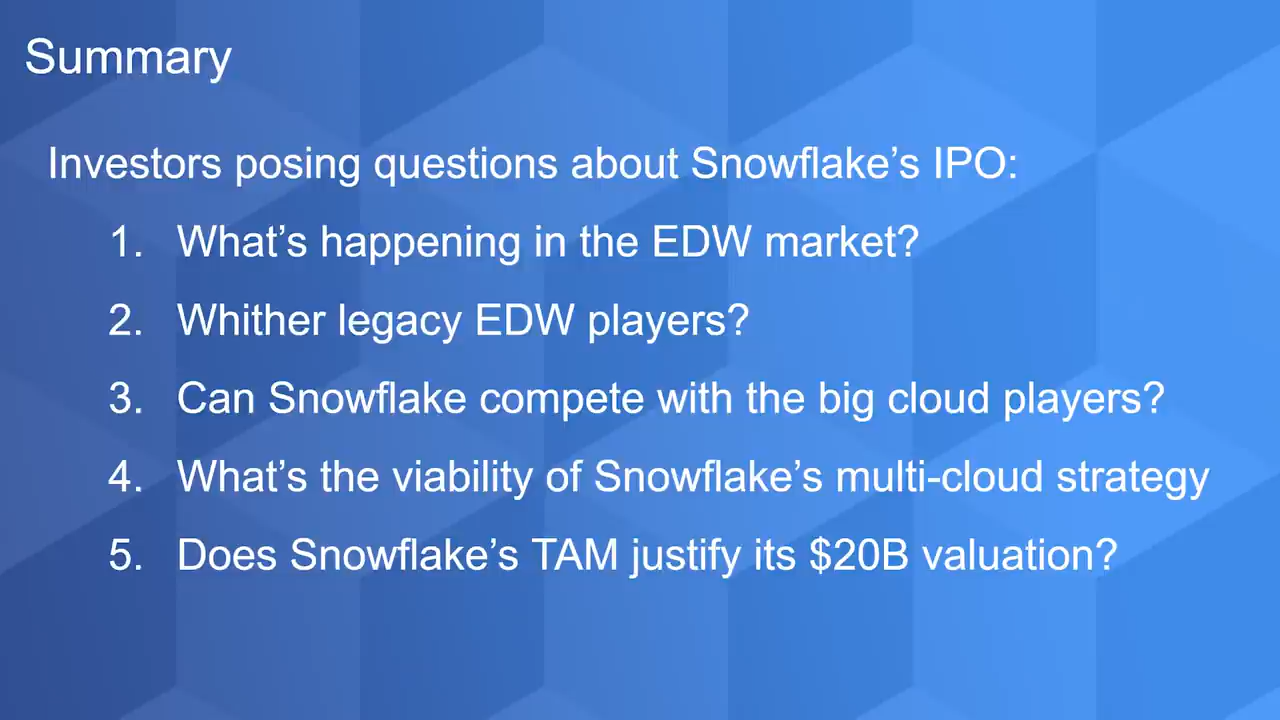 Summary
Investors posing questions about Snowflake’s IPO:
1. What’s happening in the EDW market?
2. Whither legacy EDW players?
3. Can Snowflake compete with the big cloud players?
4. What’s the viability of Snowflake’s multi-cloud strategy
5. Does Snowflake’s TAM justify its $20B valuation?